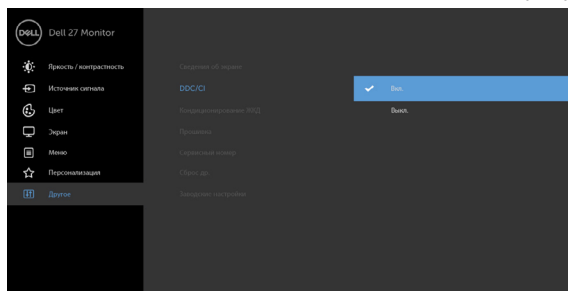 DELL Dell 27 Monitor
Яркость / контрастность
Источник сигнала
Цвет
Экран
Меню
Персонализация
Другое
Сведения об экране
DDC/CI
Кондиционирование ЖКД
Прошивка
Сервисный номер
Сброс др.
Заводские настройки
Вкл.
Выкл.